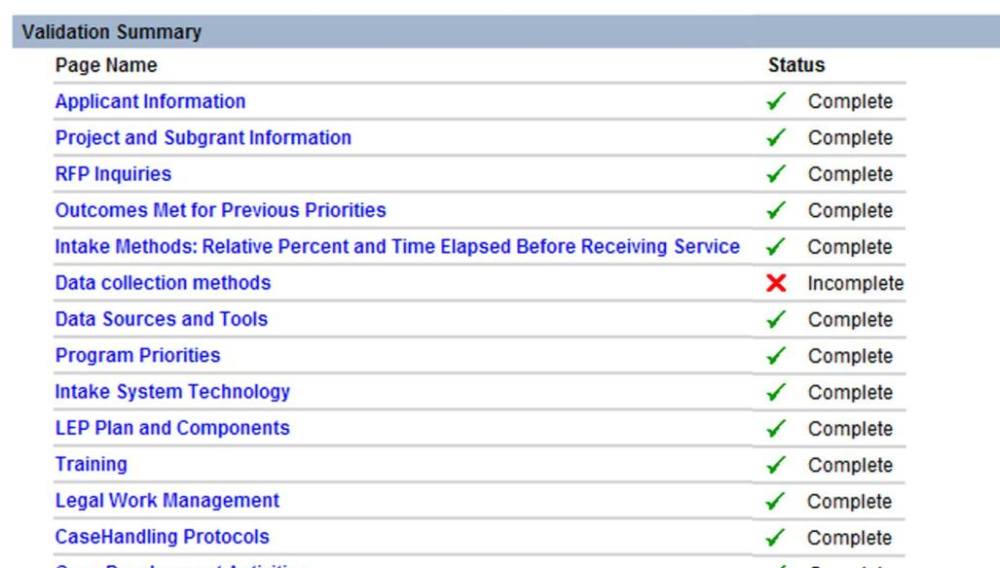 Validation Summary
Page Name Status
Applicant Information Complete
Project and Subgrant Information Complete
RFP Inquiries Complete
Outcomes Met for Previous Priorities Complete
Intake Methods: Relative Percent and Time Elapsed Before Receiving Service Complete
Data collection methods Incomplete
Data Sources and Tools Complete
Program Priorities Complete
Intake System Technology Complete
LEP Plan and Components Complete
Training Complete
Legal Work Management Complete
CaseHandling Protocols Complete